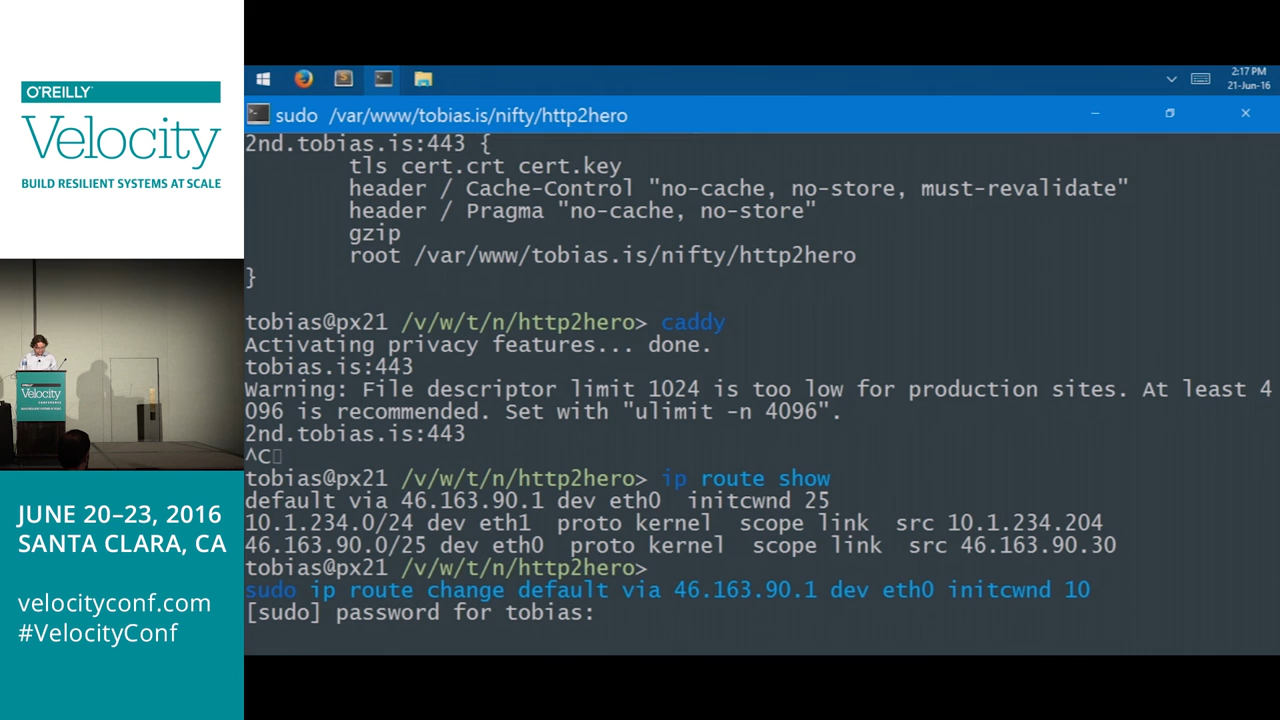 O'REILLY
Velocity
BUILD RESILIENT SYSTEMS AT SCALE
Velocity
JUNE 20–23, 2016
SANTA CLARA, CA
velocityconf.com
#VelocityConf
2:17 PM
21-Jun-16
sudo /var/www/tobias.is/nifty/http2hero
2nd.tobias.is:443 {
tls cert.crt cert.key
header / Cache-Control "no-cache, no-store, must-revalidate"
header / Pragma "no-cache, no-store"
gzip
root /var/www/tobias.is/nifty/http2hero
}
tobias@px21 /v/w/t/n/http2hero> caddy
Activating privacy features... done.
tobias.is:443
Warning: File descriptor limit 1024 is too low for production sites. At least 4
096 is recommended. Set with "ulimit -n 4096".
2nd.tobias.is:443
^C
tobias@px21 /v/w/t/n/http2hero> ip route show
default via 46.163.90.1 dev eth0 initcwnd 25
10.1.234.0/24 dev eth1 proto kernel scope link src 10.1.234.204
46.163.90.0/25 dev eth0 proto kernel scope link src 46.163.90.30
tobias@px21 /v/w/t/n/http2hero>
sudo ip route change default via 46.163.90.1 dev eth0 initcwnd 10
[sudo] password for tobias: